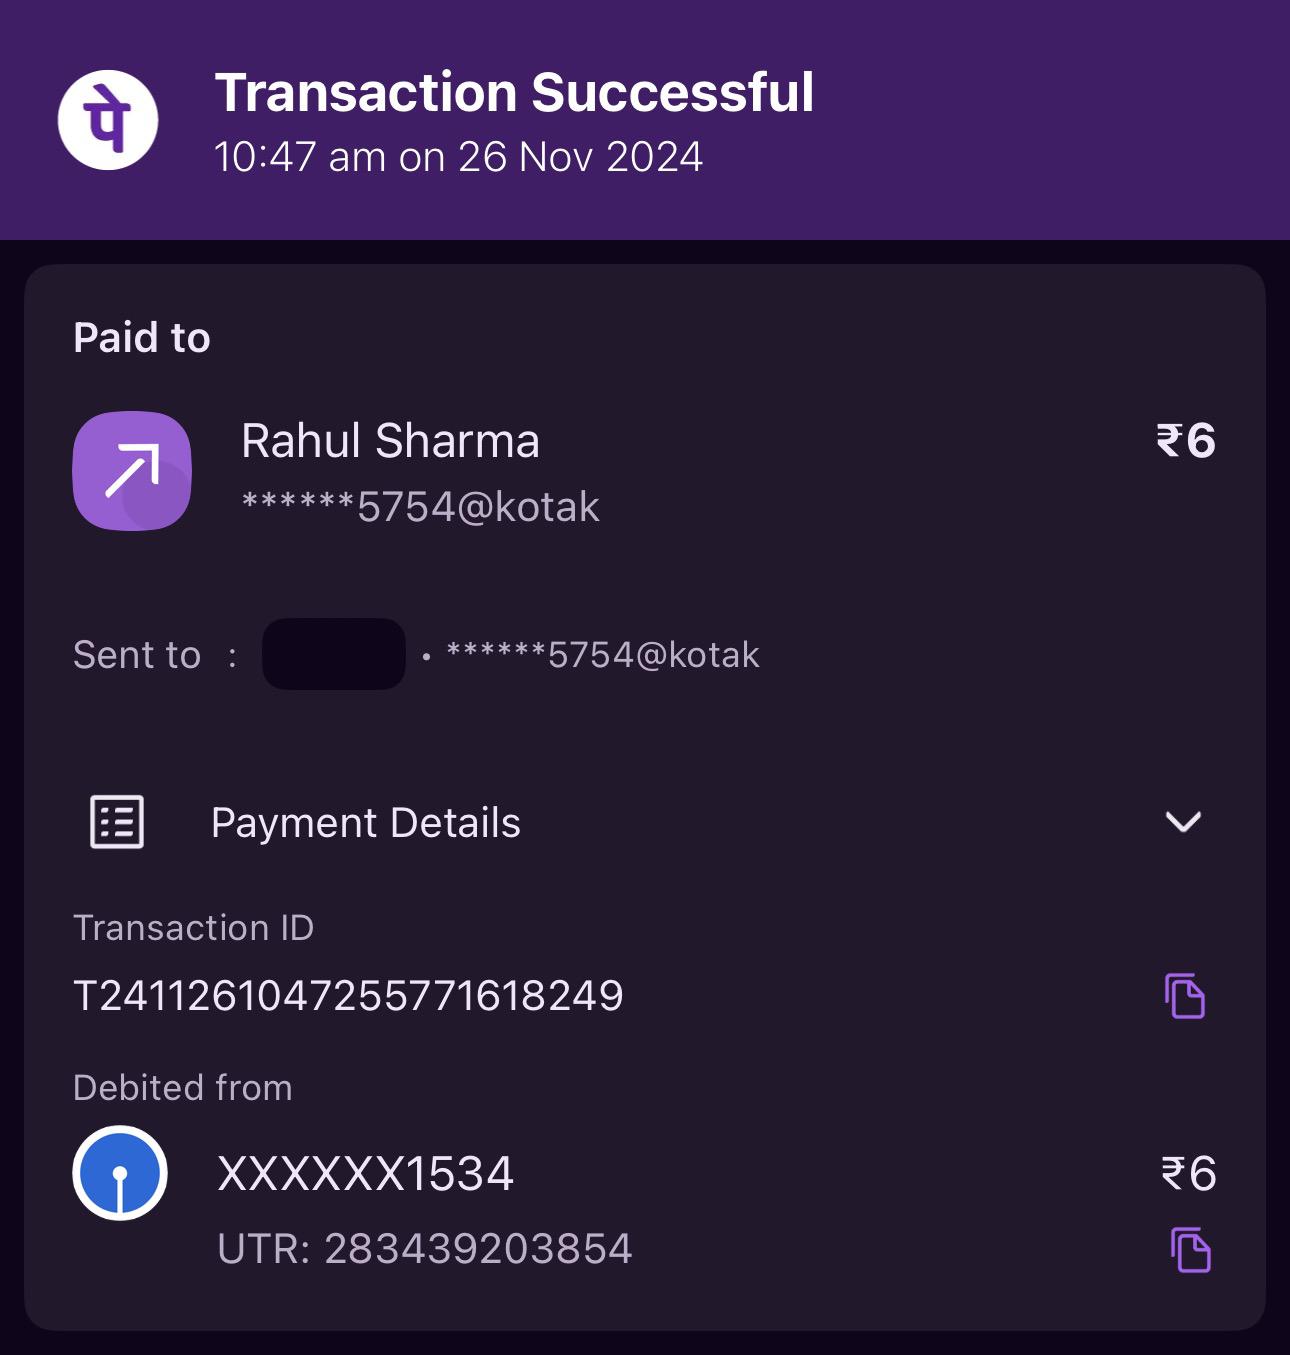 पे
Transaction Successful
10:47 am on 26 Nov 2024
Paid to
Rahul Sharma ₹6
******5754@kotak
Sent to : • ******5754@kotak
Payment Details
Transaction ID
T2411261047255771618249
Debited from
XXXXXX1534 ₹6
UTR: 283439203854